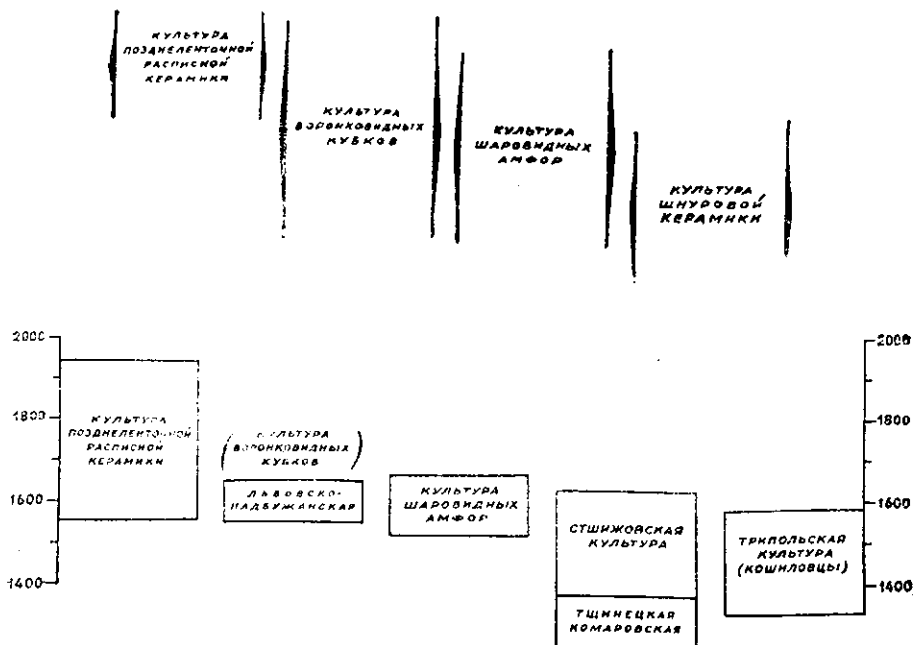 КУЛЬТУРА
ПОЗДНЕЛЕНТОЧНОЙ
РАСПИСНОЙ
КЕРАМИКИ
КУЛЬТУРА
ВОРОНКОВИДНЫХ
КУБКОВ
КУЛЬТУРА
ШАРОВИДНЫХ
АМФОР
КУЛЬТУРА
ШНУРОВОЙ
КЕРАМИКИ
2000
1800
1600
1400
КУЛЬТУРА
ПОЗДНЕЛЕНТОЧНОЙ
РАСПИСНОЙ
КЕРАМИКИ
(КУЛЬТУРА
ВОРОНКОВИДНЫХ
КУБКОВ)
ЛЬВОВСКО-
НАДБУЖАНСКАЯ
КУЛЬТУРА
ШАРОВИДНЫХ
АМФОР
СТШИЖОВСКАЯ
КУЛЬТУРА
ТЩИНЕЦКАЯ
КОМАРОВСКАЯ
ТРИПОЛЬСКАЯ
КУЛЬТУРА
(КОШИЛОВЦЫ)
2000
1800
1600
1400